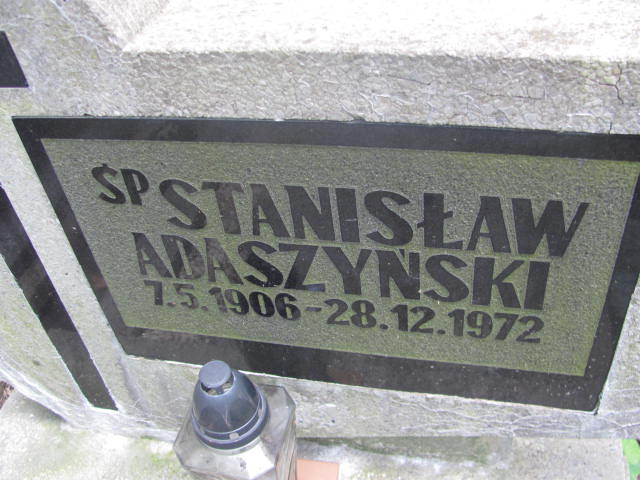 ŚP STANISŁAW
ADASZYŃSKI
7.5.1906-28.12.1972